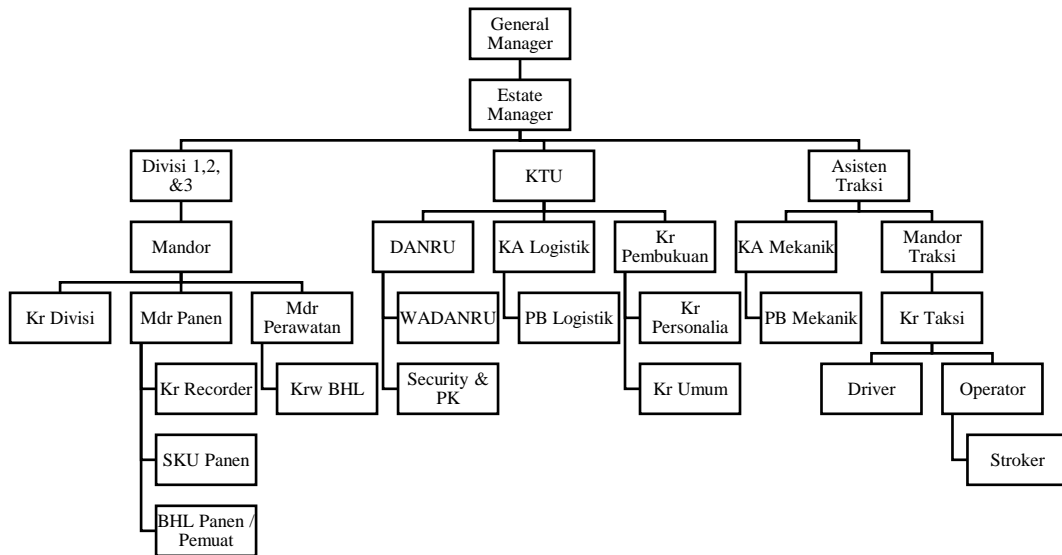 General
Manager
Estate
Manager
Divisi 1,2,
&3
KTU
Asisten
Traksi
Mandor
DANRU
KA Logistik
Kr
Pembukuan
KA Mekanik
Mandor
Traksi
Kr Divisi
Mdr Panen
Mdr
Perawatan
WADANRU
PB Logistik
Kr
Personalia
PB Mekanik
Kr Taksi
Kr Recorder
Krw BHL
Security &
PK
Kr Umum
Driver
Operator
SKU Panen
Stroker
BHL Panen /
Pemuat